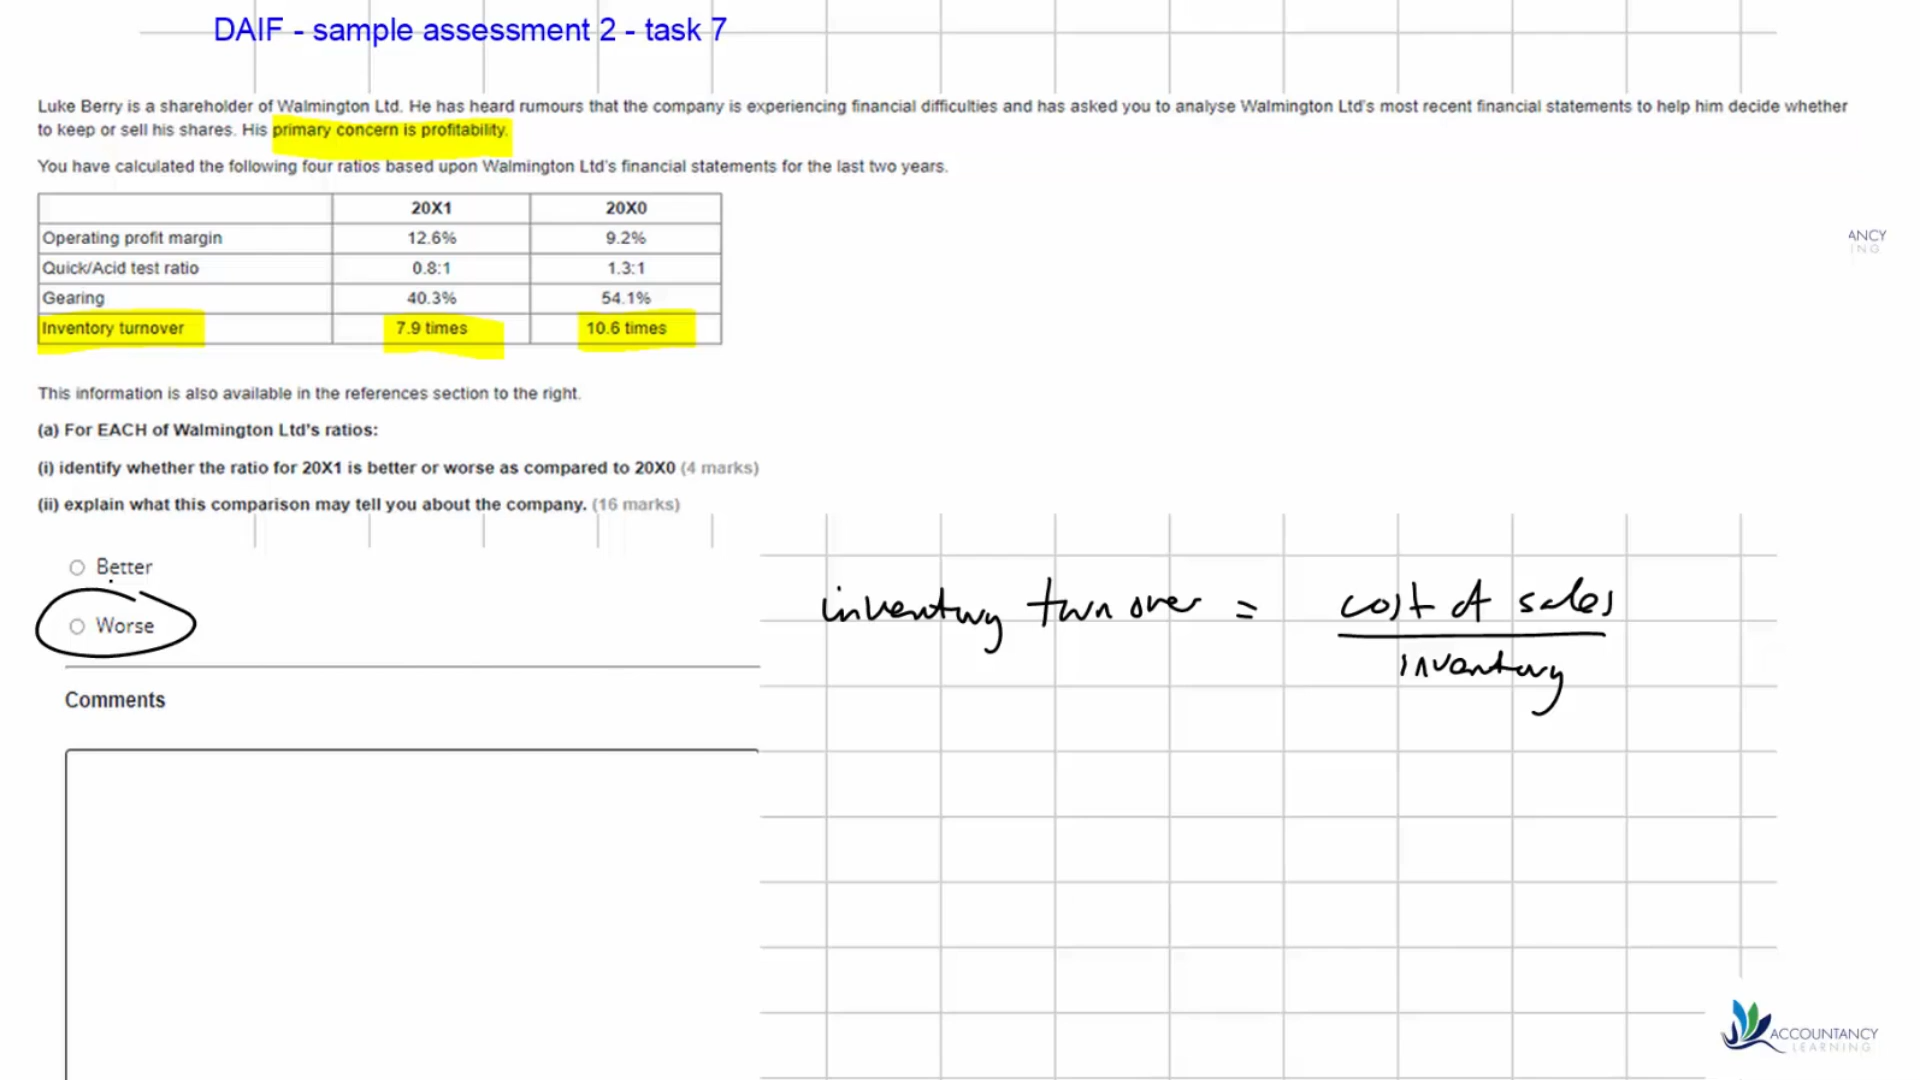 DAIF - sample assessment 2 - task 7
Luke Berry is a shareholder of Walmington Ltd. He has heard rumours that the company is experiencing financial difficulties and has asked you to analyse Walmington Ltd's most recent financial statements to help him decide whether
to keep or sell his shares. His primary concern is profitability.
You have calculated the following four ratios based upon Walmington Ltd's financial statements for the last two years.
20X1 20X0
Operating profit margin 12.6% 9.2%
Quick/Acid test ratio 0.8:1 1.3:1
Gearing 40.3% 54.1%
Inventory turnover 7.9 times 10.6 times
ANCY
ING
This information is also available in the references section to the right.
(a) For EACH of Walmington Ltd's ratios:
(i) identify whether the ratio for 20X1 is better or worse as compared to 20X0 (4 marks)
(ii) explain what this comparison may tell you about the company. (16 marks)
Better
Worse
Comments
inventory turnover = cost of sales
inventory
ACCOUNTANCY
LEARNING